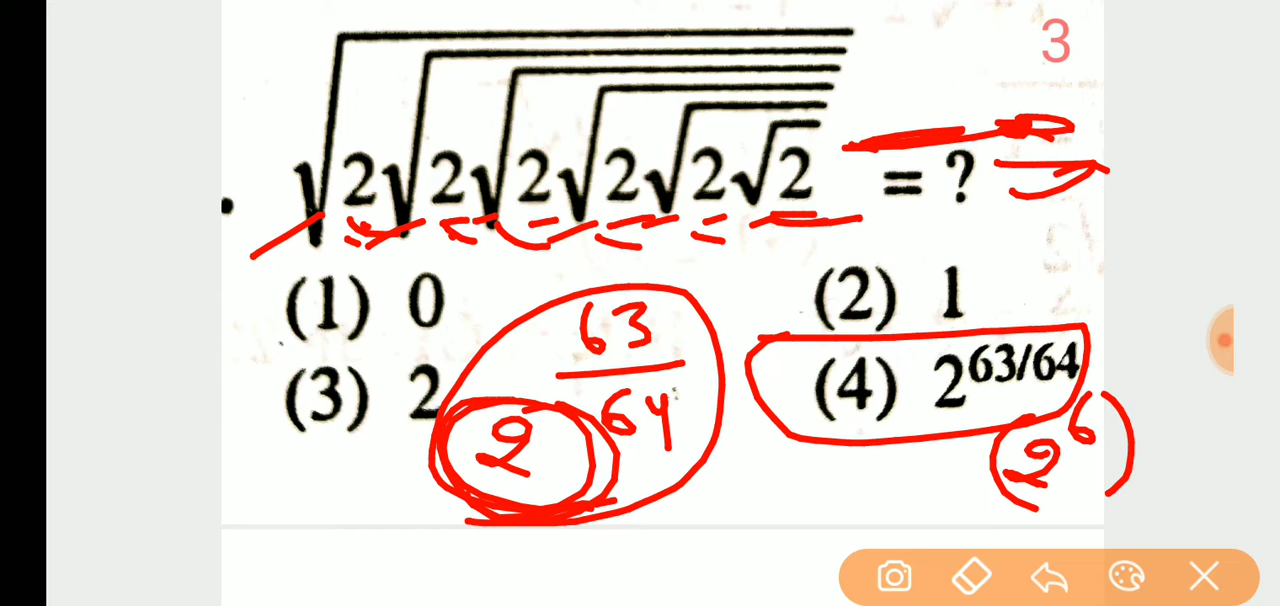 3
. √2√2√2√2√2√2 = ?
(1) 0 (2) 1
(3) 2 (4) 2^63/64
63
64
2
2^6